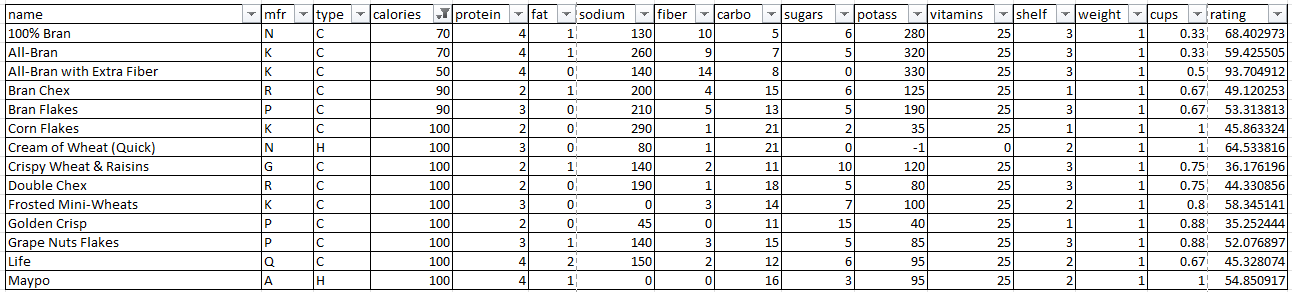 name mfr type calories protein fat sodium fiber carbo sugars potass vitamins shelf weight cups rating
100% Bran N C 70 4 1 130 10 5 6 280 25 3 1 0.33 68.402973
All-Bran K C 70 4 1 260 9 7 5 320 25 3 1 0.33 59.425505
All-Bran with Extra Fiber K C 50 4 0 140 14 8 0 330 25 3 1 0.5 93.704912
Bran Chex R C 90 2 1 200 4 15 6 125 25 1 1 0.67 49.120253
Bran Flakes P C 90 3 0 210 5 13 5 190 25 3 1 0.67 53.313813
Corn Flakes K C 100 2 0 290 1 21 2 35 25 1 1 1 45.863324
Cream of Wheat (Quick) N H 100 3 0 80 1 21 0 -1 0 2 1 1 64.533816
Crispy Wheat & Raisins G C 100 2 1 140 2 11 10 120 25 3 1 0.75 36.176196
Double Chex R C 100 2 0 190 1 18 5 80 25 3 1 0.75 44.330856
Frosted Mini-Wheats K C 100 3 0 0 3 14 7 100 25 2 1 0.8 58.345141
Golden Crisp P C 100 2 0 45 0 11 15 40 25 1 1 0.88 35.252444
Grape Nuts Flakes P C 100 3 1 140 3 15 5 85 25 3 1 0.88 52.076897
Life Q C 100 4 2 150 2 12 6 95 25 2 1 0.67 45.328074
Maypo A H 100 4 1 0 0 16 3 95 25 2 1 1 54.850917